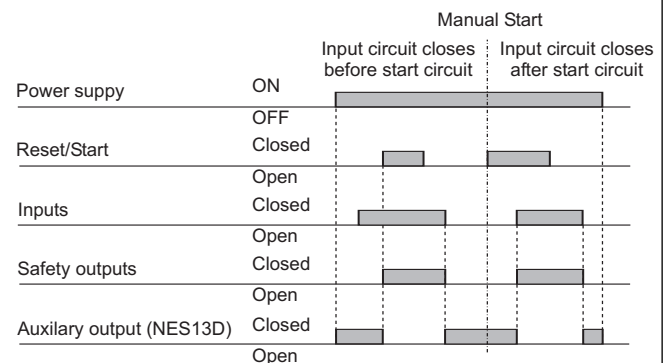 Manual Start
Input circuit closes before start circuit
Input circuit closes after start circuit
Power suppy
ON
OFF
Reset/Start
Closed
Open
Inputs
Closed
Open
Safety outputs
Closed
Open
Auxilary output (NES13D)
Closed
Open